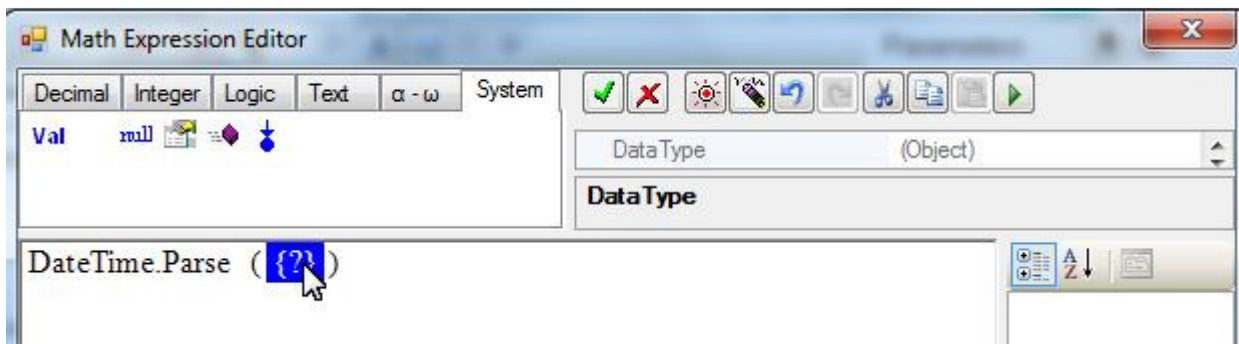 Math Expression Editor
Decimal Integer Logic Text α - ω System
Val null
DataType (Object)
DataType
DateTime.Parse ( {?} )
A
Z